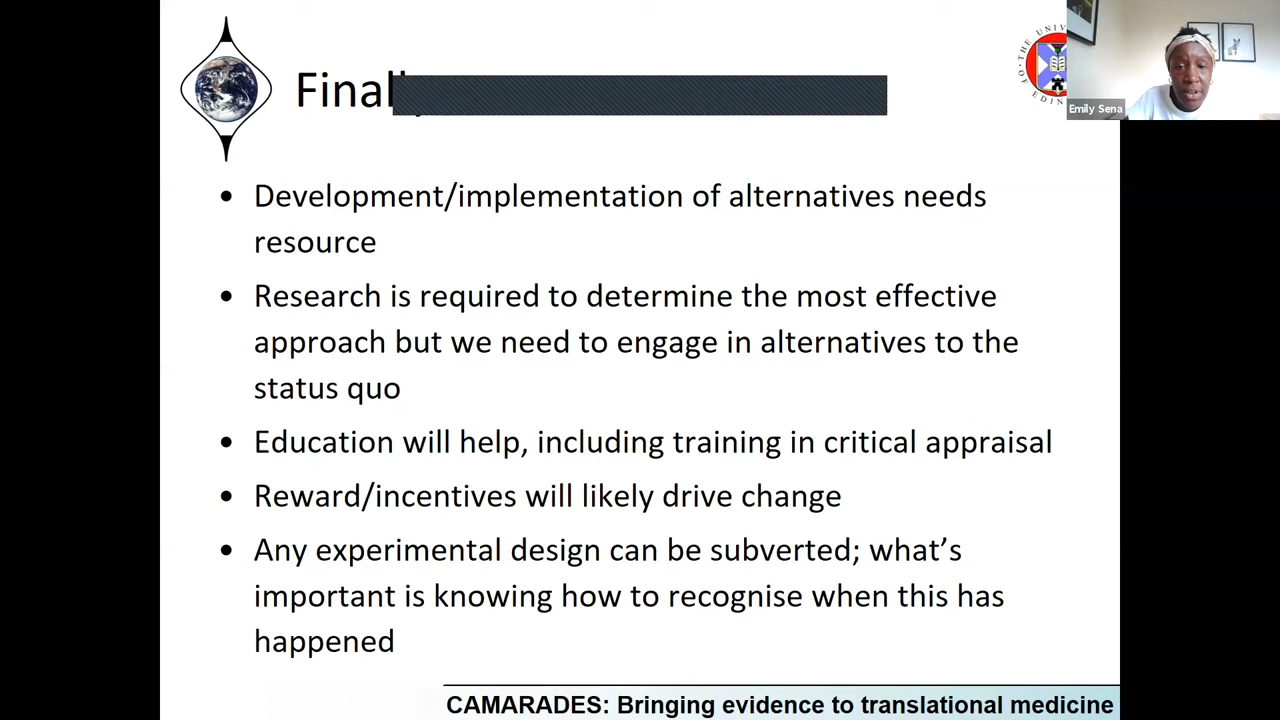 Final
• Development/implementation of alternatives needs
resource
• Research is required to determine the most effective
approach but we need to engage in alternatives to the
status quo
• Education will help, including training in critical appraisal
• Reward/incentives will likely drive change
• Any experimental design can be subverted; what’s
important is knowing how to recognise when this has
happened
CAMARADES: Bringing evidence to translational medicine
THE UNIV
EDIN
Emily Sena